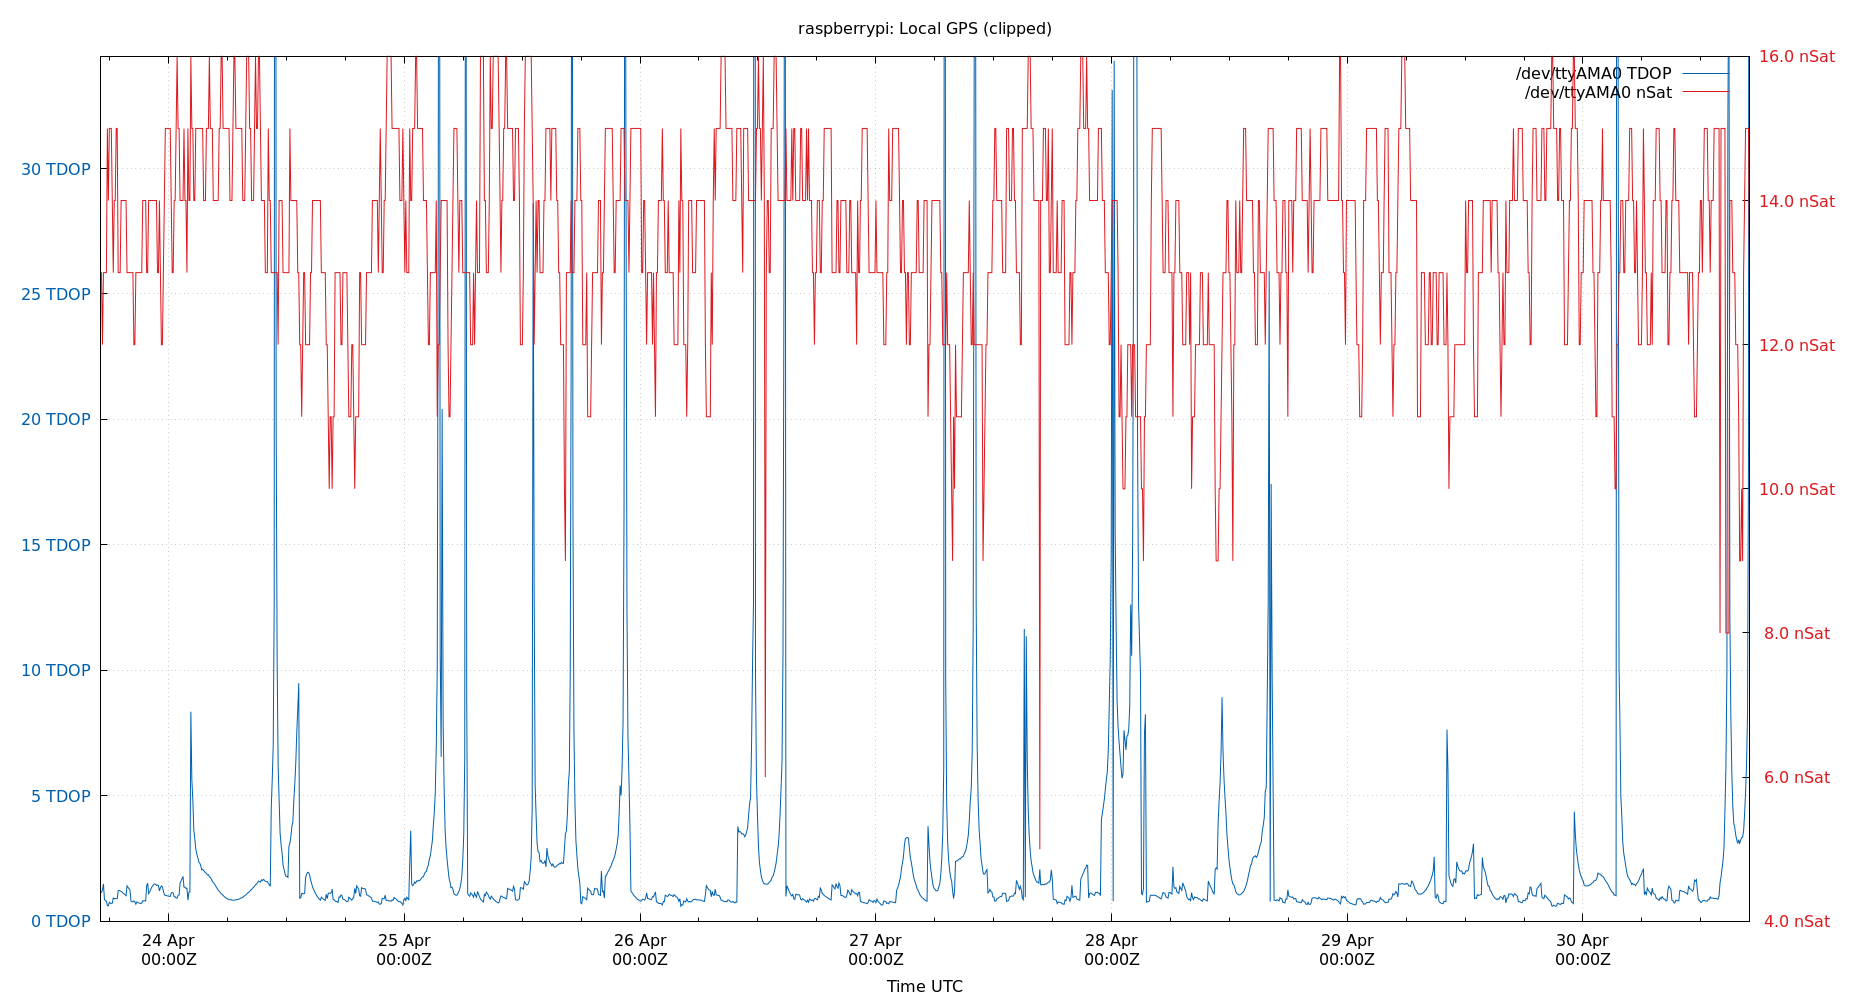 raspberrypi: Local GPS (clipped)
16.0 nSat
/dev/ttyAMA0 TDOP
/dev/ttyAMA0 nSat
30 TDOP
14.0 nSat
25 TDOP
12.0 nSat
20 TDOP
10.0 nSat
15 TDOP
8.0 nSat
10 TDOP
6.0 nSat
5 TDOP
0 TDOP
4.0 nSat
24 Apr 25 Apr 26 Apr 27 Apr 28 Apr 29 Apr 30 Apr
00:00Z 00:00Z 00:00Z 00:00Z 00:00Z 00:00Z 00:00Z
Time UTC